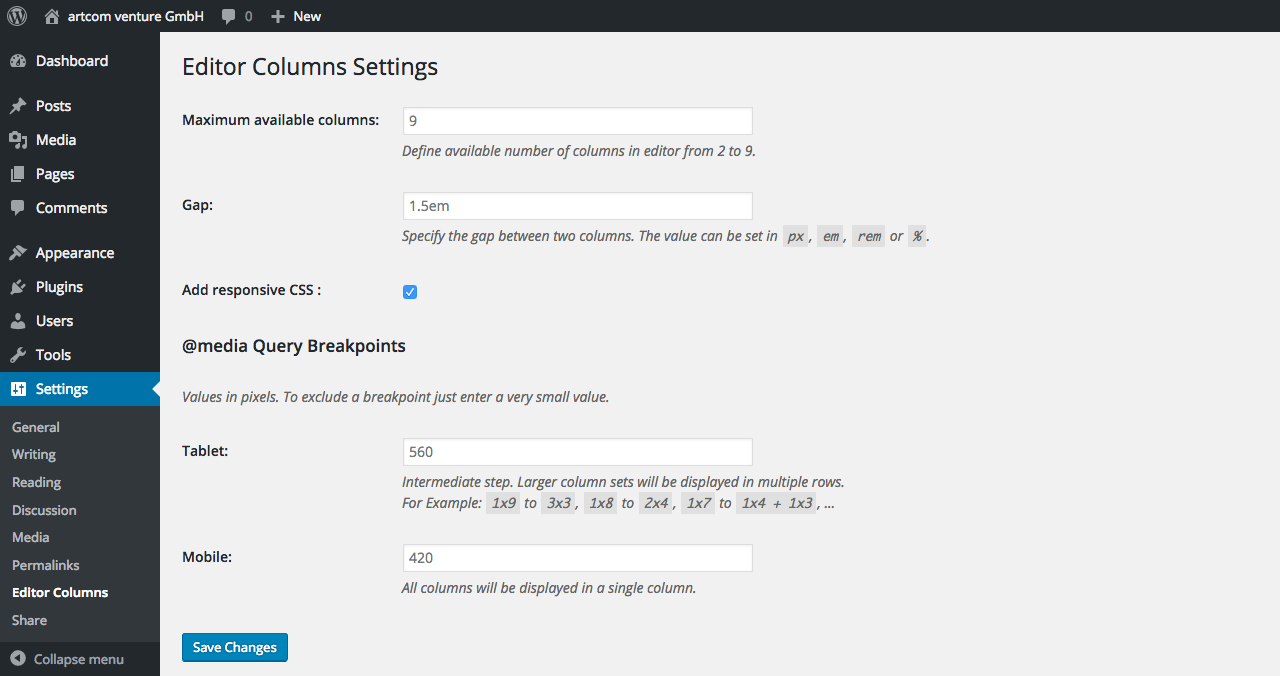 artcom venture GmbH 0 New
Dashboard
Posts
Media
Pages
Comments
Appearance
Plugins
Users
Tools
Settings
General
Writing
Reading
Discussion
Media
Permalinks
Editor Columns
Share
Collapse menu
Editor Columns Settings
Maximum available columns: 9
Define available number of columns in editor from 2 to 9.
Gap: 1.5em
Specify the gap between two columns. The value can be set in px, em, rem or %.
Add responsive CSS :
@media Query Breakpoints
Values in pixels. To exclude a breakpoint just enter a very small value.
Tablet: 560
Intermediate step. Larger column sets will be displayed in multiple rows.
For Example: 1x9 to 3x3, 1x8 to 2x4, 1x7 to 1x4 + 1x3, ...
Mobile: 420
All columns will be displayed in a single column.
Save Changes